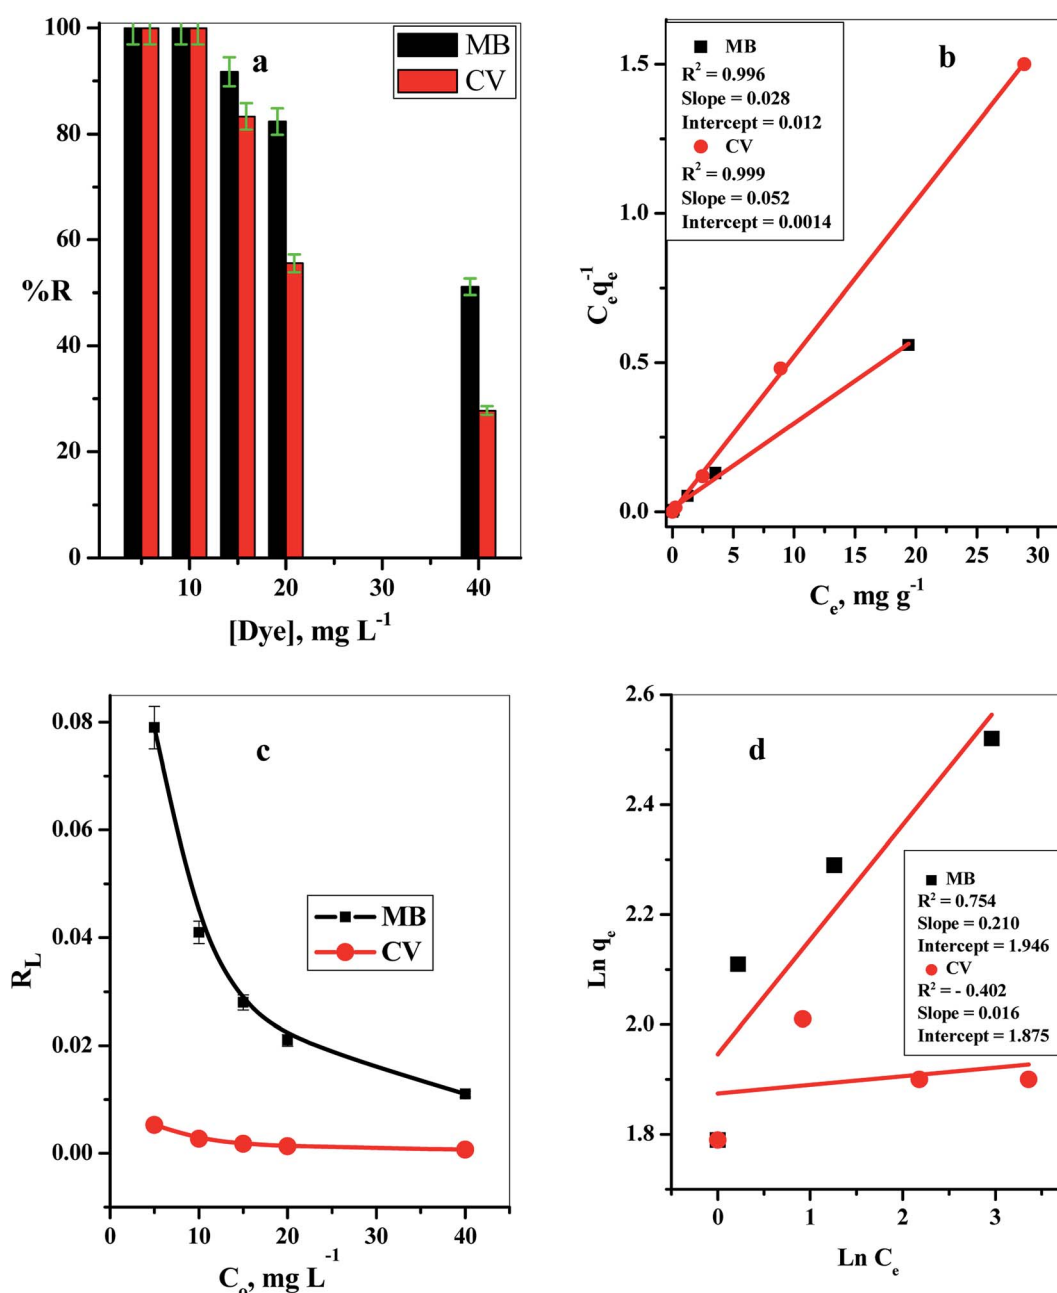 100
80
60
%R
40
20
0
10
20
30
40
[Dye], mg L⁻¹
a
MB
CV
b
MB
R² = 0.996
Slope = 0.028
Intercept = 0.012
CV
R² = 0.999
Slope = 0.052
Intercept = 0.0014
1.5
1.0
0.5
0.0
Cₑqₑ⁻¹
0
5
10
15
20
25
30
Cₑ, mg g⁻¹
0.08
0.06
0.04
0.02
0.00
R_L
c
MB
CV
0
10
20
30
40
Cₒ, mg L⁻¹
2.6
2.4
2.2
2.0
1.8
Ln qₑ
d
MB
R² = 0.754
Slope = 0.210
Intercept = 1.946
CV
R² = - 0.402
Slope = 0.016
Intercept = 1.875
0
1
2
3
Ln Cₑ